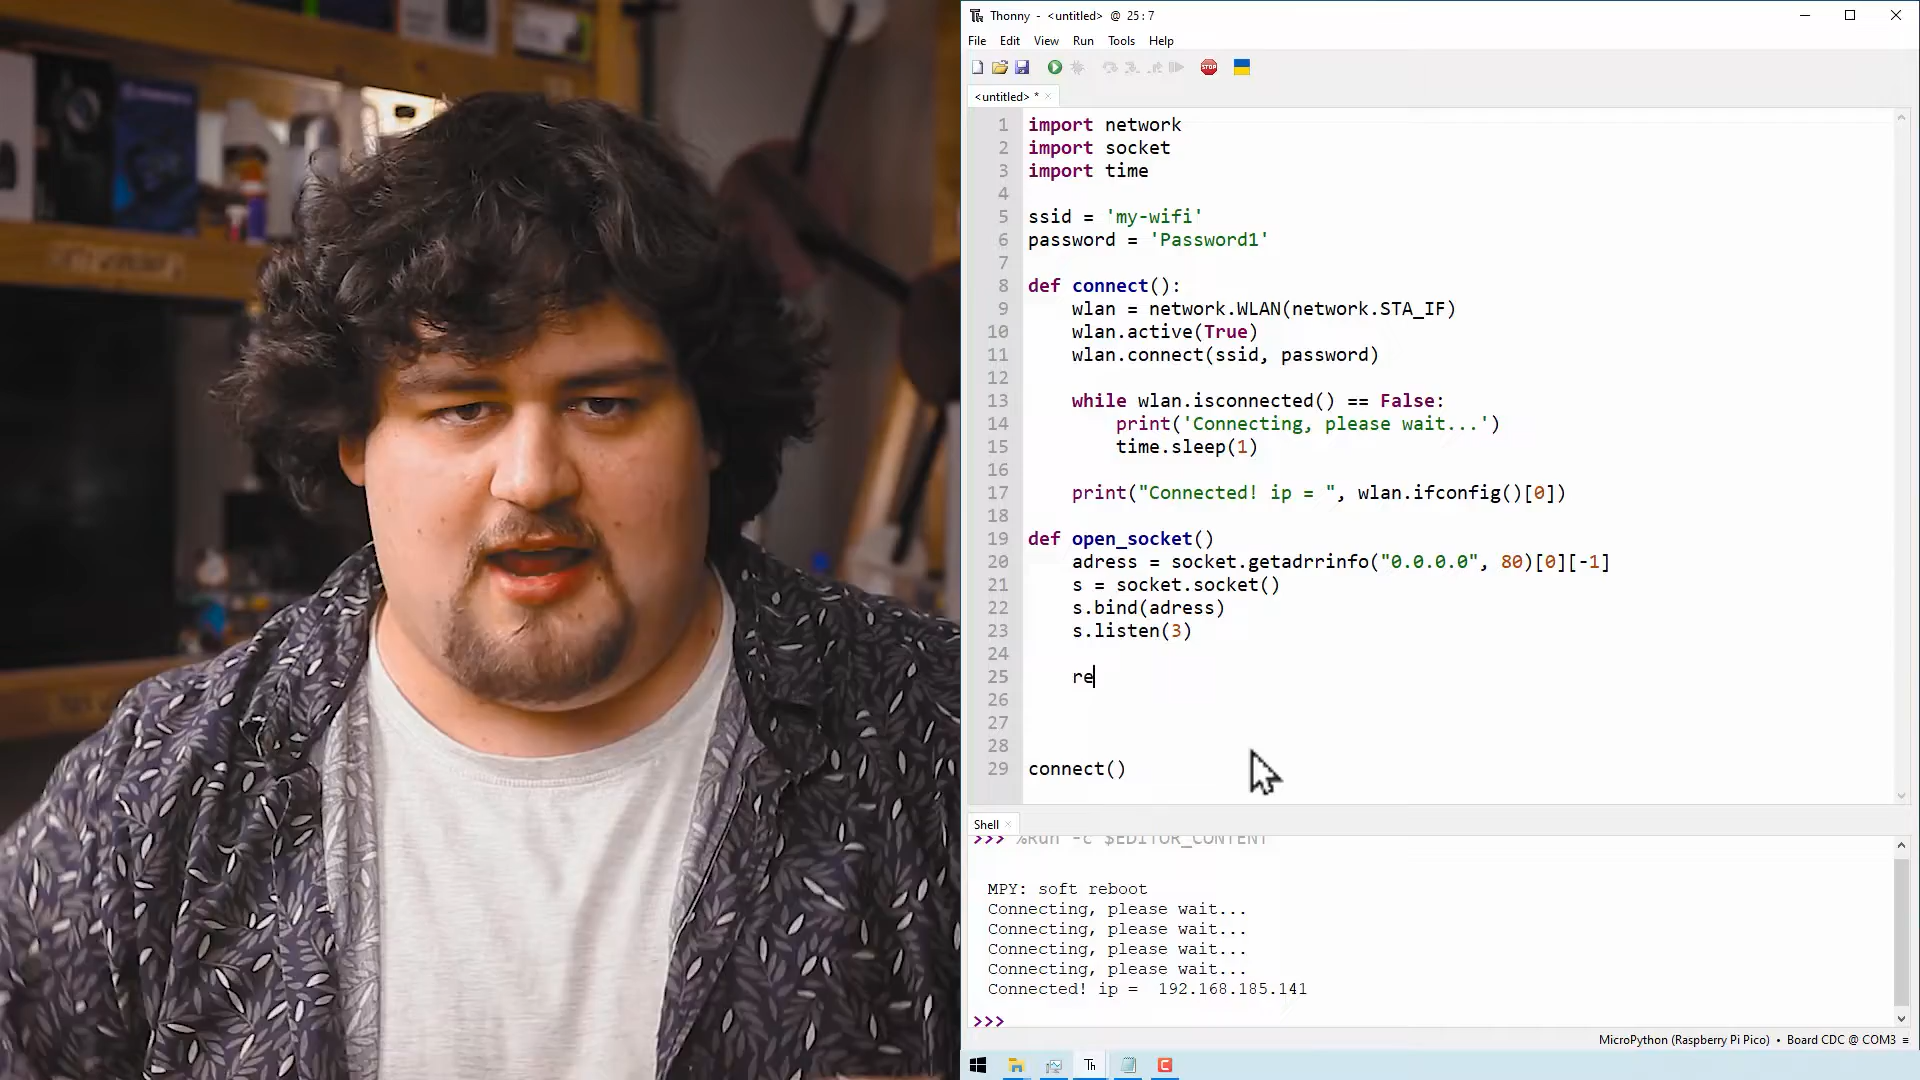 Thonny - <untitled> @ 25:7
File Edit View Run Tools Help
STOP
<untitled> *
1 import network
2 import socket
3 import time
4
5 ssid = 'my-wifi'
6 password = 'Password1'
7
8 def connect():
9 wlan = network.WLAN(network.STA_IF)
10 wlan.active(True)
11 wlan.connect(ssid, password)
12
13 while wlan.isconnected() == False:
14 print('Connecting, please wait...')
15 time.sleep(1)
16
17 print("Connected! ip = ", wlan.ifconfig()[0])
18
19 def open_socket()
20 adress = socket.getadrrinfo("0.0.0.0", 80)[0][-1]
21 s = socket.socket()
22 s.bind(adress)
23 s.listen(3)
24
25 re
26
27
28
29 connect()
Shell
>>> %Run -c $EDITOR_CONTENT
MPY: soft reboot
Connecting, please wait...
Connecting, please wait...
Connecting, please wait...
Connecting, please wait...
Connected! ip = 192.168.185.141
>>>
MicroPython (Raspberry Pi Pico) • Board CDC @ COM3 ≡
Th